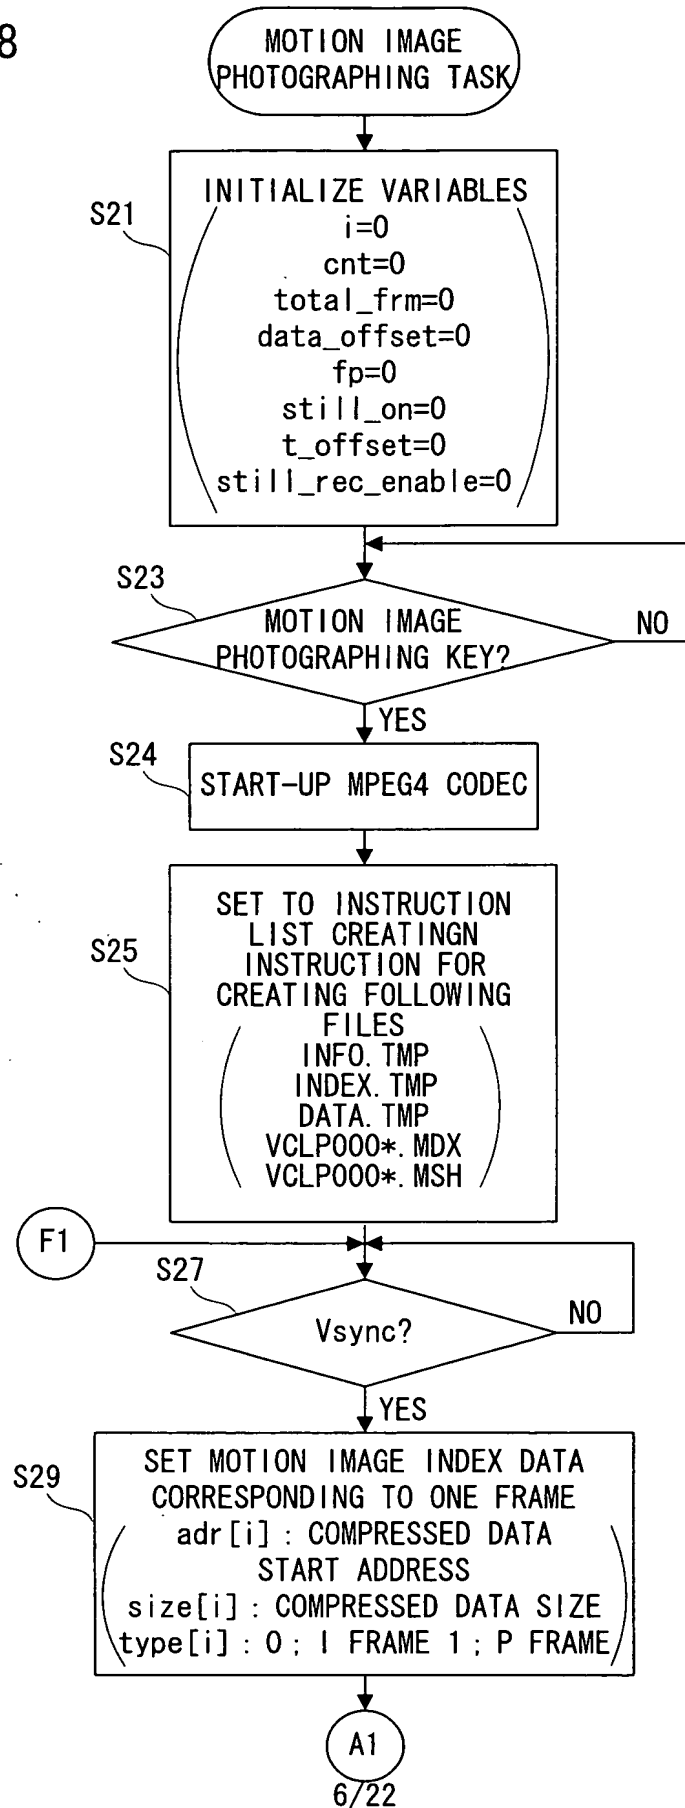 8
MOTION IMAGE
PHOTOGRAPHING TASK
S21
INITIALIZE VARIABLES
i=0
cnt=0
total_frm=0
data_offset=0
fp=0
still_on=0
t_offset=0
still_rec_enable=0
S23
MOTION IMAGE
PHOTOGRAPHING KEY?
NO
YES
S24
START-UP MPEG4 CODEC
S25
SET TO INSTRUCTION
LIST CREATINGN
INSTRUCTION FOR
CREATING FOLLOWING
FILES
INFO.TMP
INDEX.TMP
DATA.TMP
VCLP000*.MDX
VCLP000*.MSH
F1
S27
Vsync?
NO
YES
S29
SET MOTION IMAGE INDEX DATA
CORRESPONDING TO ONE FRAME
adr[i] : COMPRESSED DATA
START ADDRESS
size[i] : COMPRESSED DATA SIZE
type[i] : 0 ; I FRAME 1 ; P FRAME
A1
6/22